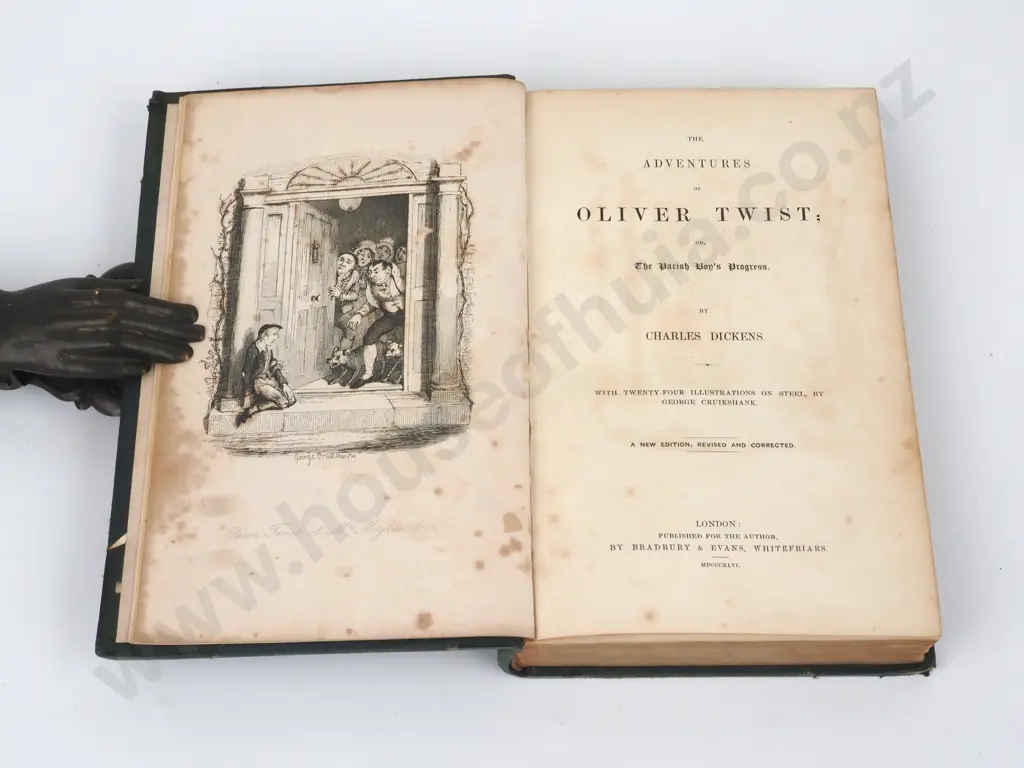 George Cruikshank
THE
ADVENTURES
OF
OLIVER TWIST;
OR,
The Parish Boy's Progress.
BY
CHARLES DICKENS.
WITH TWENTY-FOUR ILLUSTRATIONS ON STEEL, BY
GEORGE CRUIKSHANK.
A NEW EDITION, REVISED AND CORRECTED.
LONDON:
PUBLISHED FOR THE AUTHOR,
BY BRADBURY & EVANS, WHITEFRIARS.
MDCCCXLVI.
www.houseofhuia.co.nz